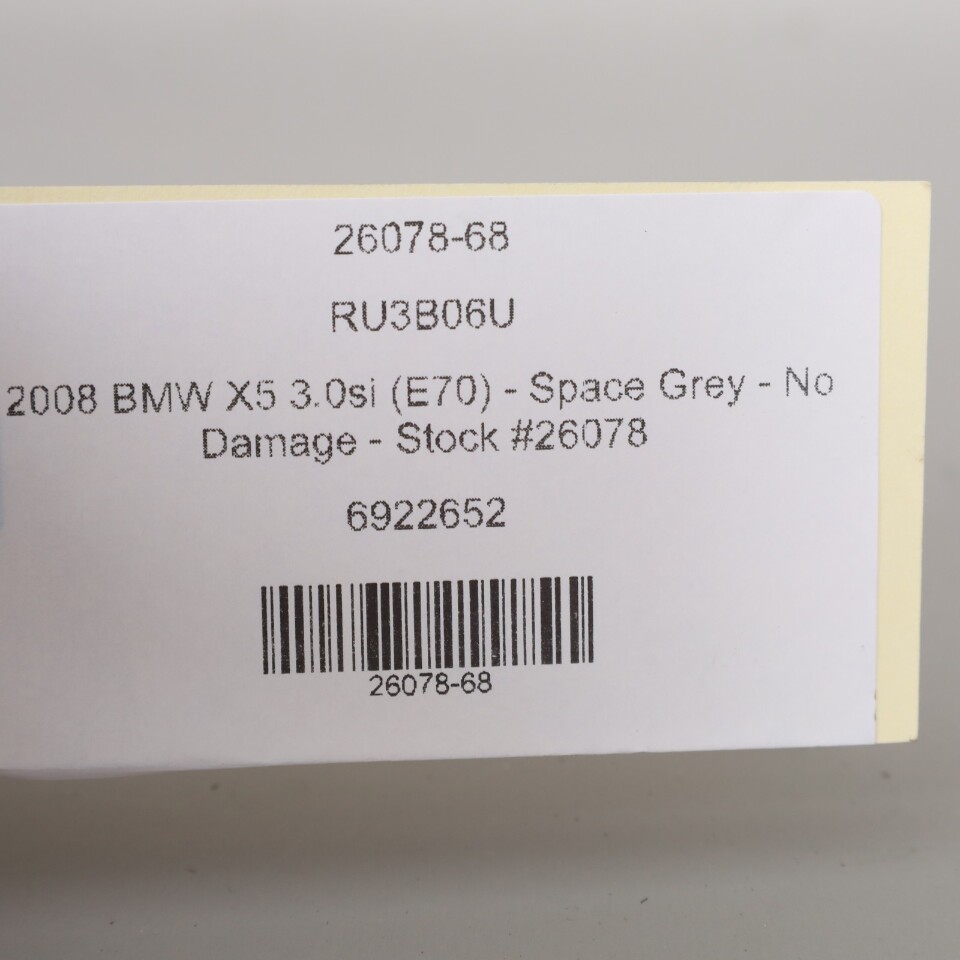 26078-68
RU3B06U
2008 BMW X5 3.0si (E70) - Space Grey - No
Damage - Stock #26078
6922652
26078-68